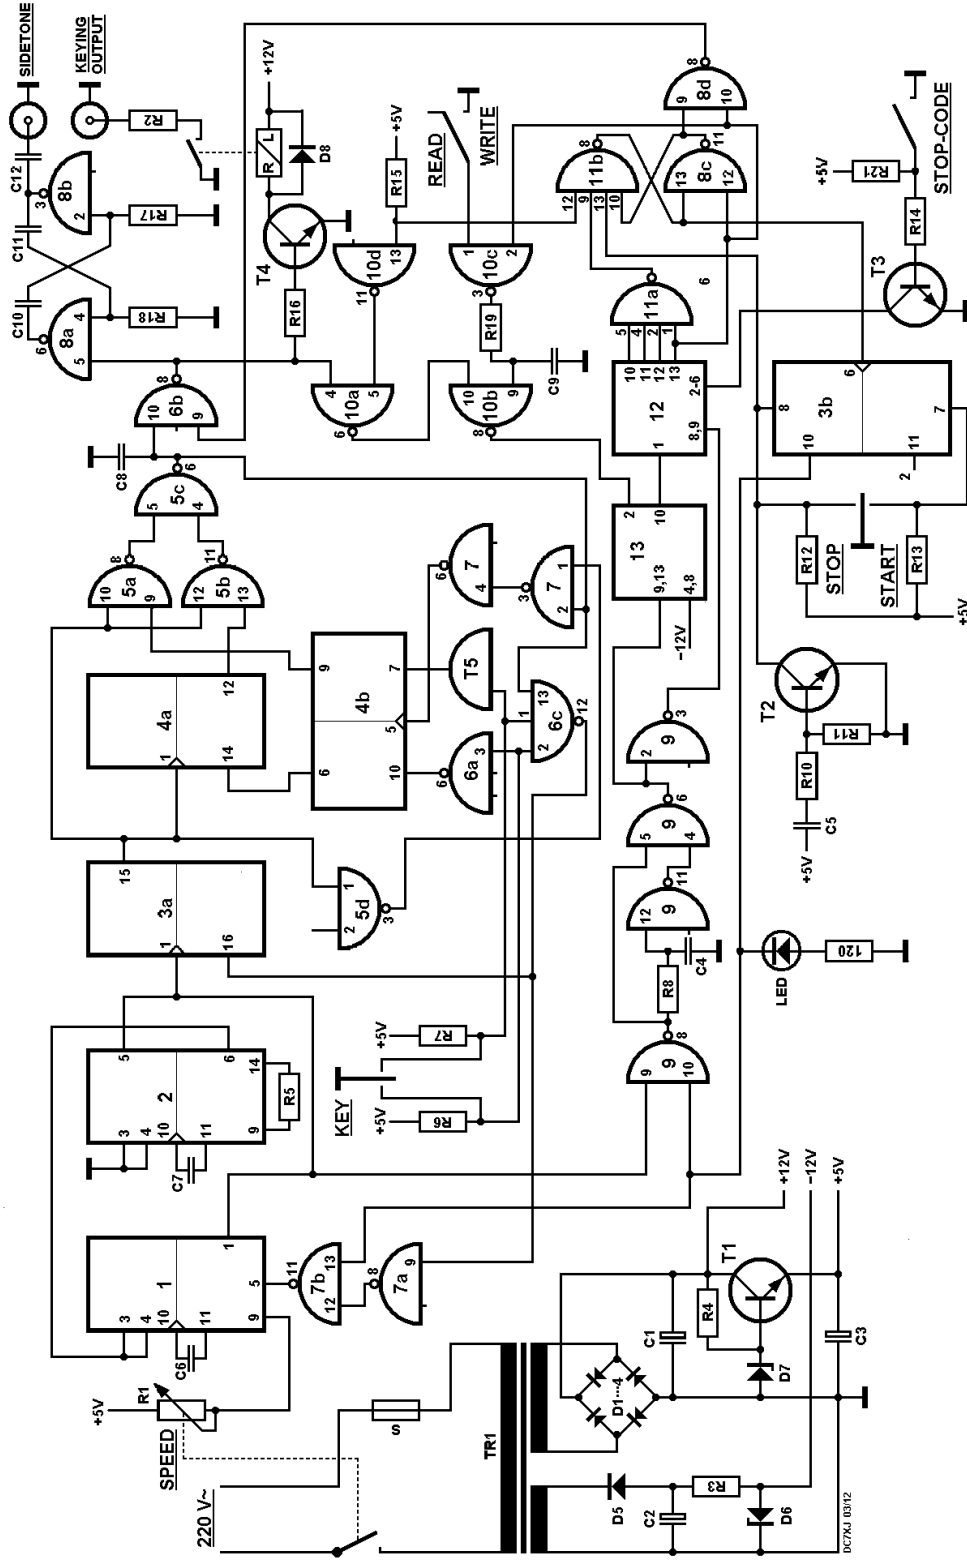 220 V~
SPEED
+5V
R1
C6
3
4
10
11
9
1
5
1
C7
3
4
10
11
9
2
5
6
14
R5
1
16
3a
15
1
14
4a
12
10
9
5a
8
12
13
5b
11
5
4
5c
6
C8
10
9
6b
8
5
4
8a
6
C10
C11
2
8b
3
C12
SIDETONE
KEYING
OUTPUT
R2
R17
R18
12
13
7b
11
9
7a
8
KEY
+5V
R6
+5V
R7
2
1
5d
3
6
10
4b
5
9
7
3
6a
6
T5
2
1
13
6c
12
4
7
6
2
1
7
3
R16
T4
R
L
D8
+12V
4
5
10a
6
13
10d
11
R15
+5V
10
9
10b
8
C9
R19
1
2
10c
3
READ
WRITE
S
TR1
D1...4
D5
C2
R3
D6
C1
R4
T1
D7
C3
+12V
–12V
+5V
9
10
9
8
R8
C4
12
9
11
5
4
9
6
2
9
3
9,13
4,8
–12V
13
2
10
1
8,9
12
10
11
12
13
2-6
5
4
2
1
11a
6
12
9
13
10
11b
8
13
12
8c
11
9
10
8d
8
LED
120
+5V
C5
R10
R11
T2
+5V
R12
STOP
START
R13
10
11
2
8
3b
6
7
T3
R14
R21
+5V
STOP-CODE
DC7XJ 03/12